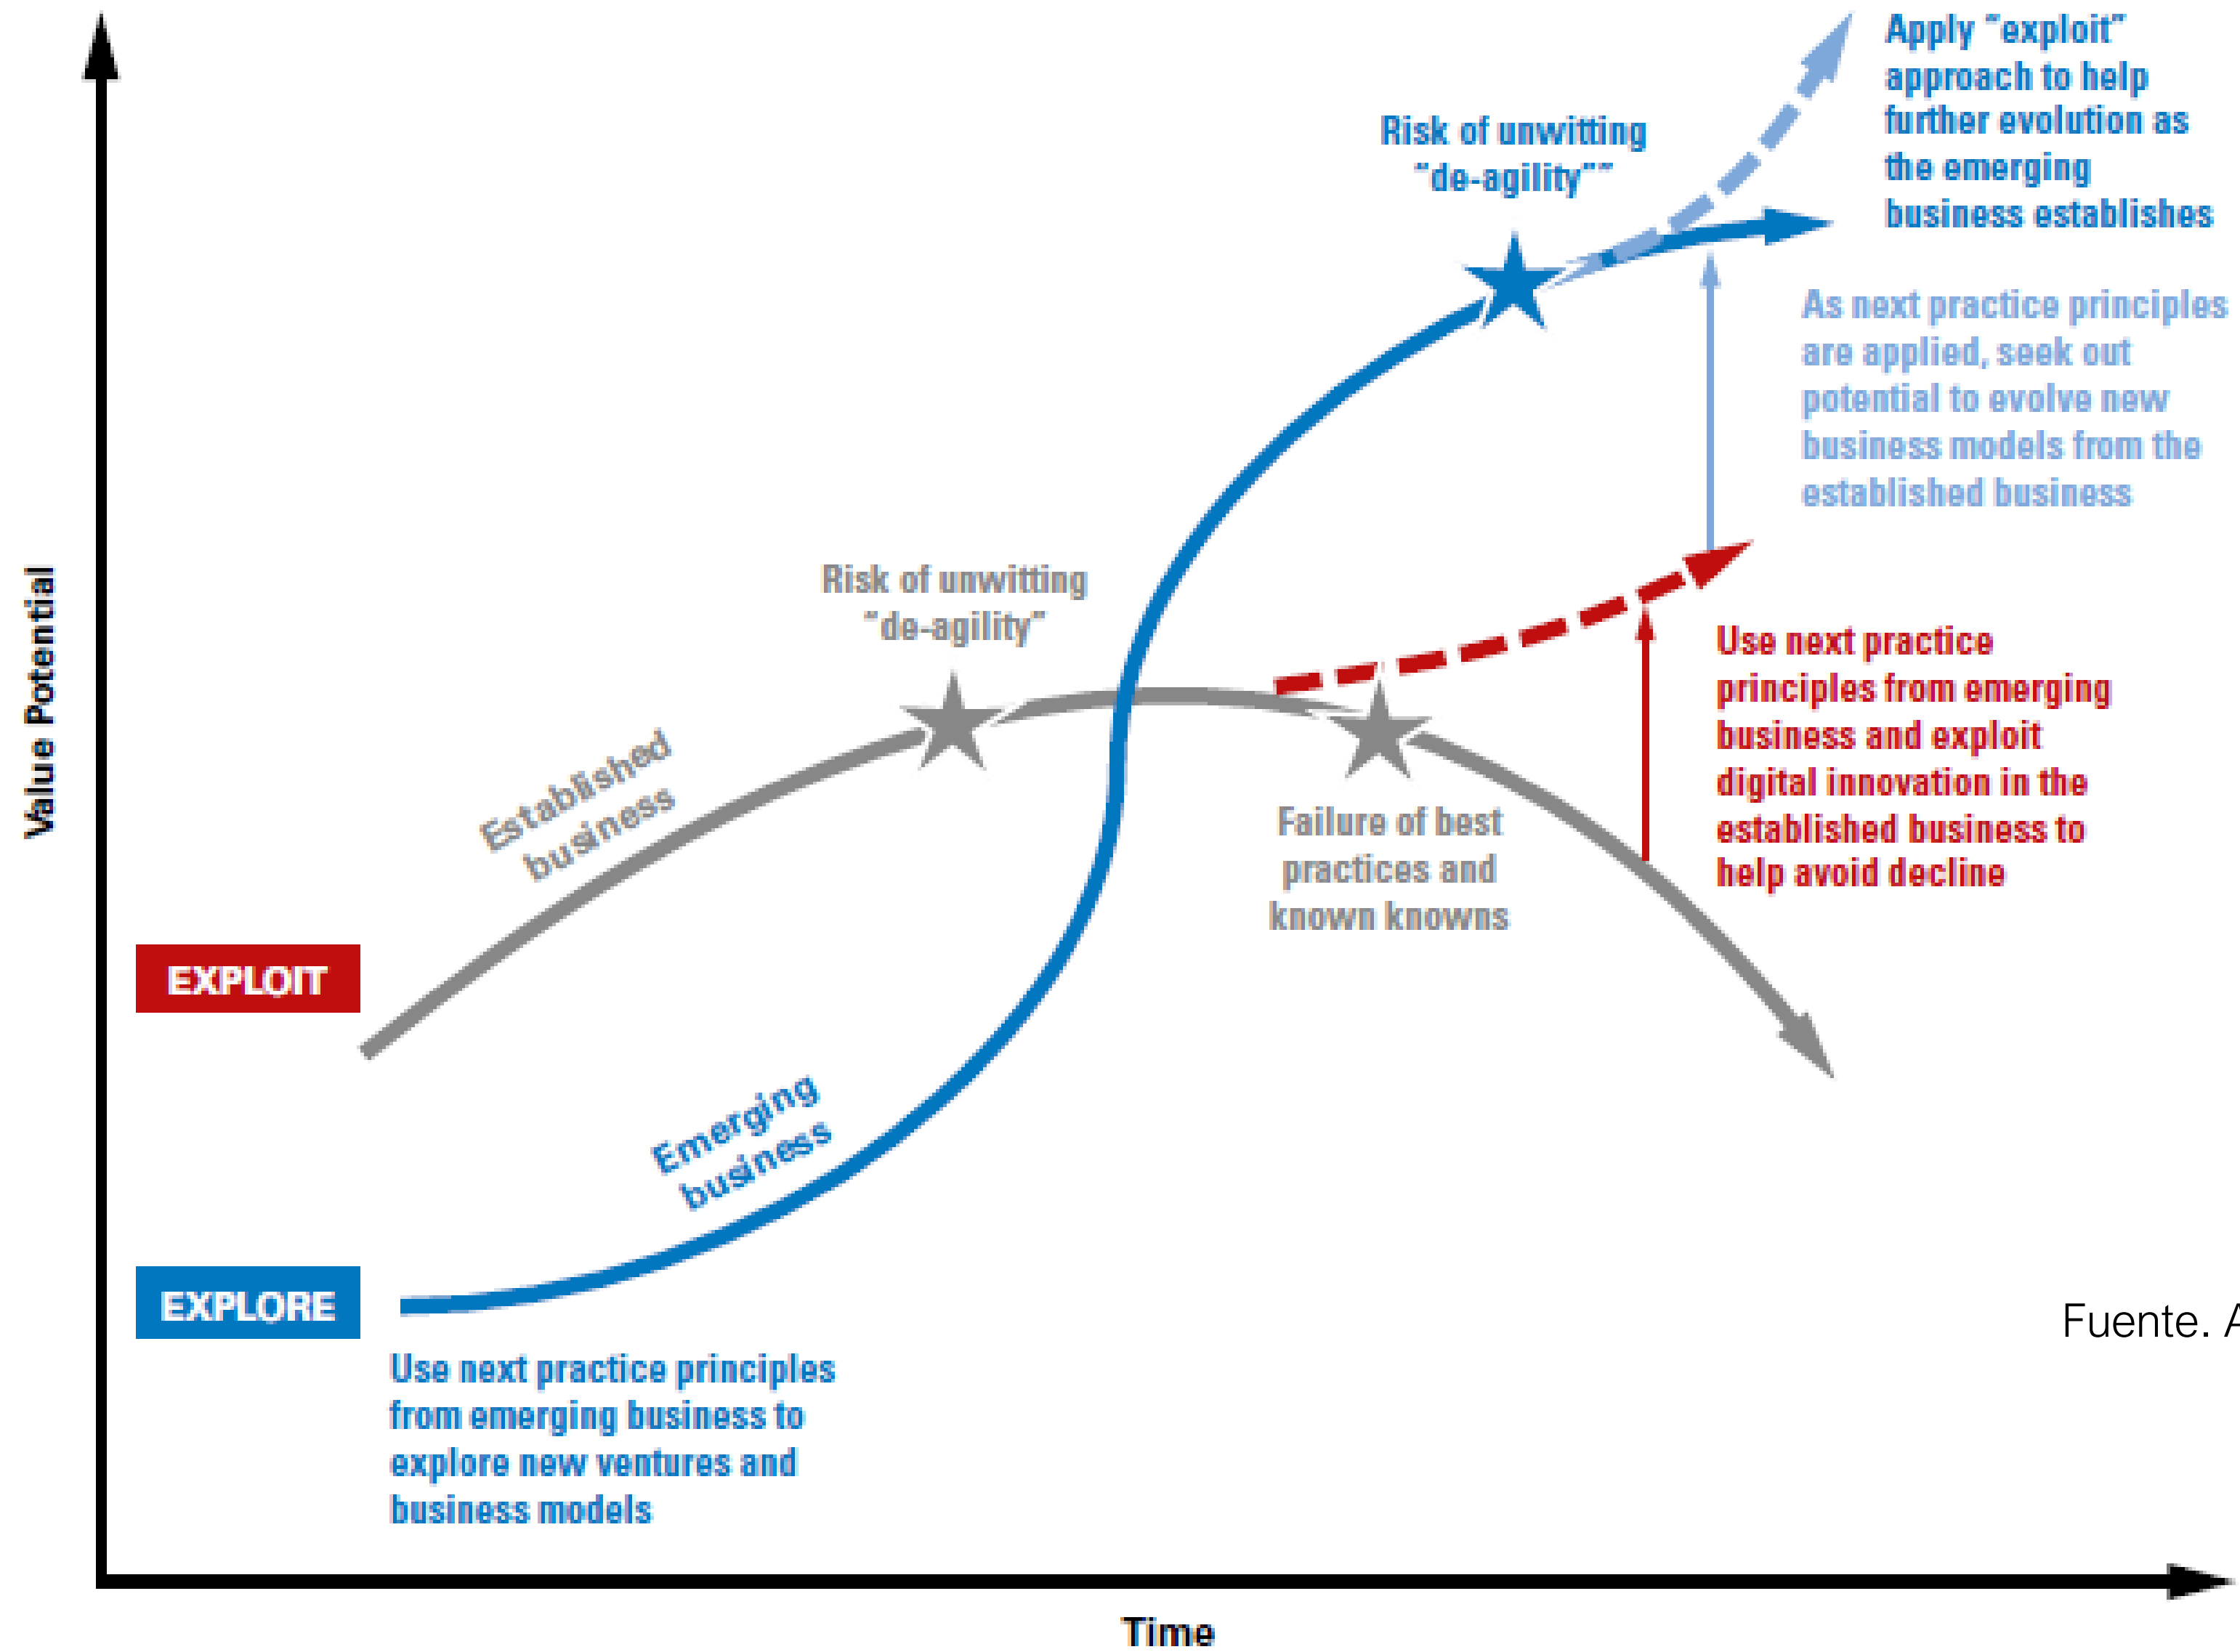 Apply "exploit"
approach to help
further evolution as
the emerging
business establishes
Risk of unwitting
"de-agility""
As next practice principles
are applied, seek out
potential to evolve new
business models from the
established business
Risk of unwitting
"de-agility"
Use next practice
principles from emerging
business and exploit
digital innovation in the
established business to
help avoid decline
Value Potential
Established
business
Failure of best
practices and
known knowns
EXPLOIT
Emerging
business
EXPLORE
Fuente.
Use next practice principles
from emerging business to
explore new ventures and
business models
Time